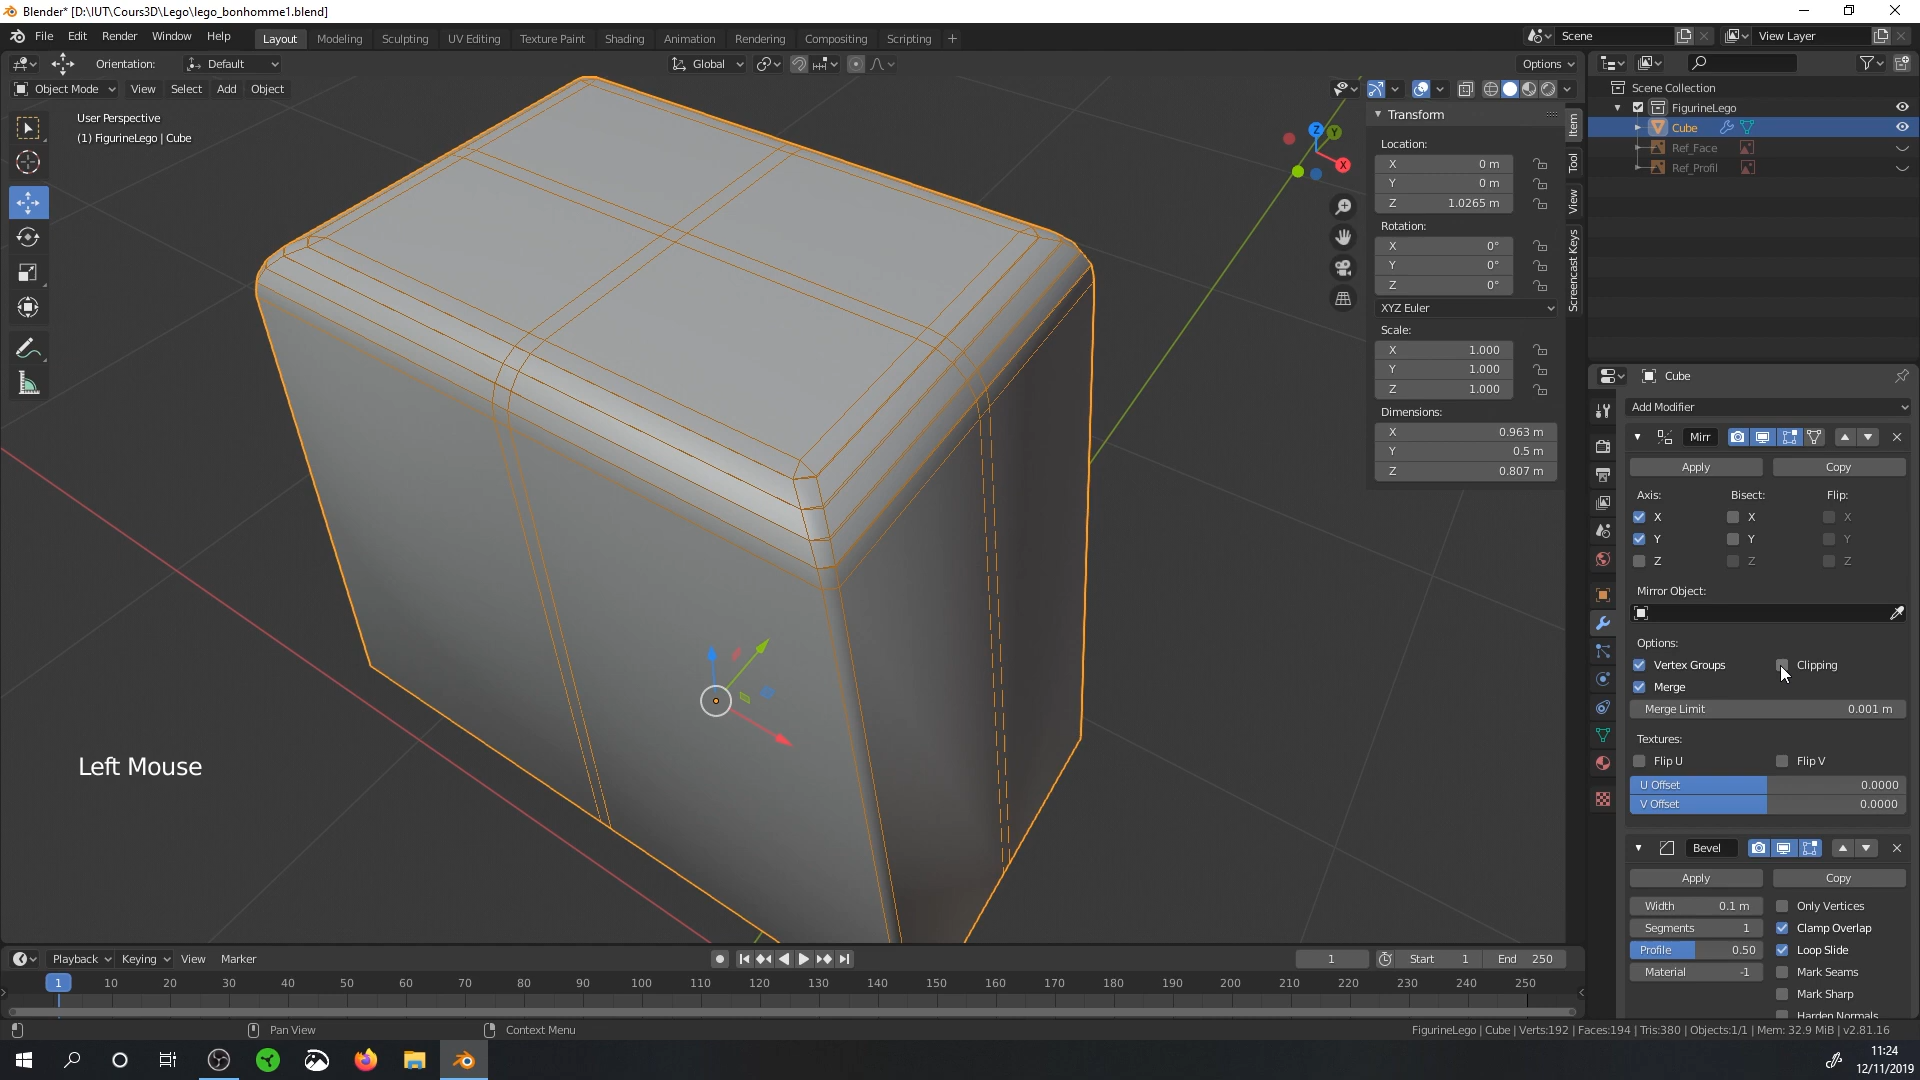 Blender* [D:\IUT\Cours3D\Lego\lego_bonhomme1.blend]
File Edit Render Window Help Layout Modeling Sculpting UV Editing Texture Paint Shading Animation Rendering Compositing Scripting + Scene View Layer
Orientation: Default Global Options
Object Mode View Select Add Object
User Perspective
(1) FigurineLego | Cube
Z
Y
X
Left Mouse
Transform
Location:
X 0 m
Y 0 m
Z 1.0265 m
Rotation:
X 0°
Y 0°
Z 0°
XYZ Euler
Scale:
X 1.000
Y 1.000
Z 1.000
Dimensions:
X 0.963 m
Y 0.5 m
Z 0.807 m
Item
Tool
View
Screencast Keys
Scene Collection
FigurineLego
Cube
Ref_Face
Ref_Profil
Cube
Add Modifier
Mirr
Apply Copy
Axis: Bisect: Flip:
X X X
Y Y Y
Z Z Z
Mirror Object:
Options:
Vertex Groups Clipping
Merge
Merge Limit 0.001 m
Textures:
Flip U Flip V
U Offset 0.0000
V Offset 0.0000
Bevel
Apply Copy
Width 0.1 m Only Vertices
Segments 1 Clamp Overlap
Profile 0.50 Loop Slide
Material -1 Mark Seams
Mark Sharp
Harden Normals
Playback Keying View Marker 1 Start 1 End 250
1 10 20 30 40 50 60 70 80 90 100 110 120 130 140 150 160 170 180 190 200 210 220 230 240 250
Pan View Context Menu FigurineLego | Cube | Verts:192 | Faces:194 | Tris:380 | Objects:1/1 | Mem: 32.9 MiB | v2.81.16
11:24
12/11/2019